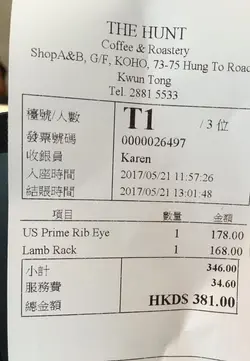 THE HUNT
Coffee & Roastery
ShopA&B, G/F, KOHO, 73-75 Hung To Road
Kwun Tong
Tel. 2881 5533
檯號/人數 T1 / 3 位
發票號碼 0000026497
收銀員 Karen
入座時間 2017/05/21 11:57:26
結賬時間 2017/05/21 13:01:48
項目 數量 金額
US Prime Rib Eye 1 178.00
Lamb Rack 1 168.00
小計 346.00
服務費 34.60
總金額 HKD$ 381.00